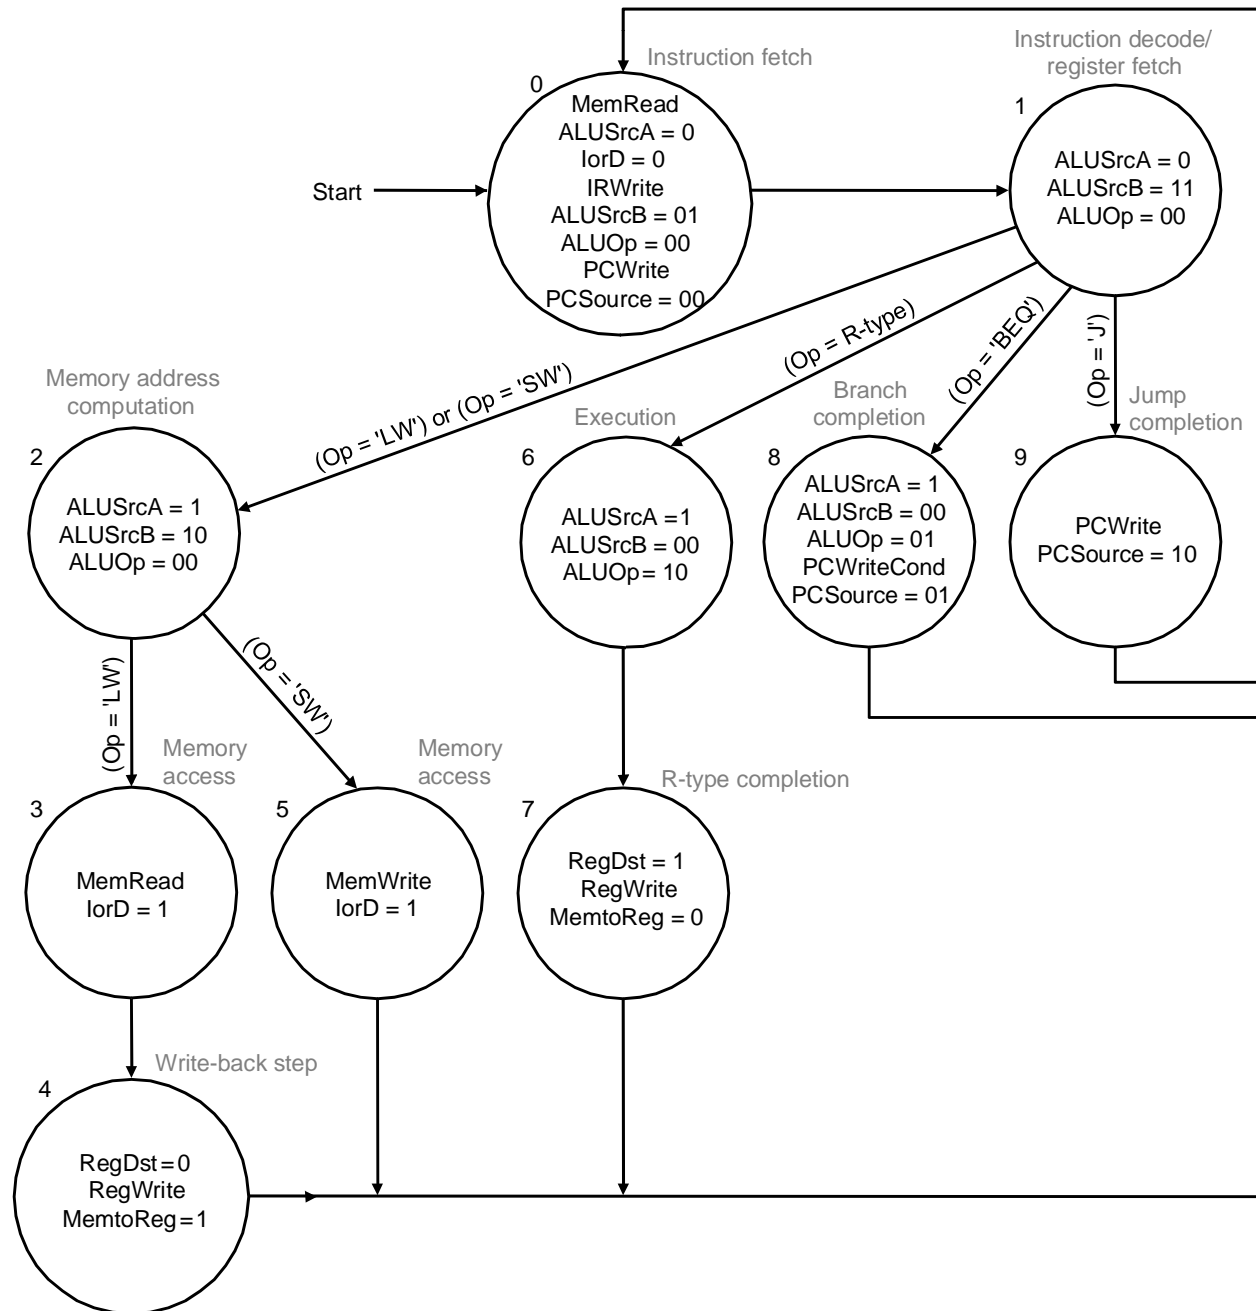 Instruction fetch
0
MemRead
ALUSrcA = 0
IorD = 0
IRWrite
ALUSrcB = 01
ALUOp = 00
PCWrite
PCSource = 00
Instruction decode/
register fetch
1
ALUSrcA = 0
ALUSrcB = 11
ALUOp = 00
Start
(Op = 'LW') or (Op = 'SW')
(Op = R-type)
(Op = 'BEQ')
(Op = 'J')
Memory address
computation
2
ALUSrcA = 1
ALUSrcB = 10
ALUOp = 00
Execution
6
ALUSrcA =1
ALUSrcB = 00
ALUOp= 10
Branch
completion
8
ALUSrcA = 1
ALUSrcB = 00
ALUOp = 01
PCWriteCond
PCSource = 01
Jump
completion
9
PCWrite
PCSource = 10
(Op = 'LW')
(Op = 'SW')
Memory
access
3
MemRead
IorD = 1
Memory
access
5
MemWrite
IorD = 1
R-type completion
7
RegDst = 1
RegWrite
MemtoReg = 0
Write-back step
4
RegDst=0
RegWrite
MemtoReg=1